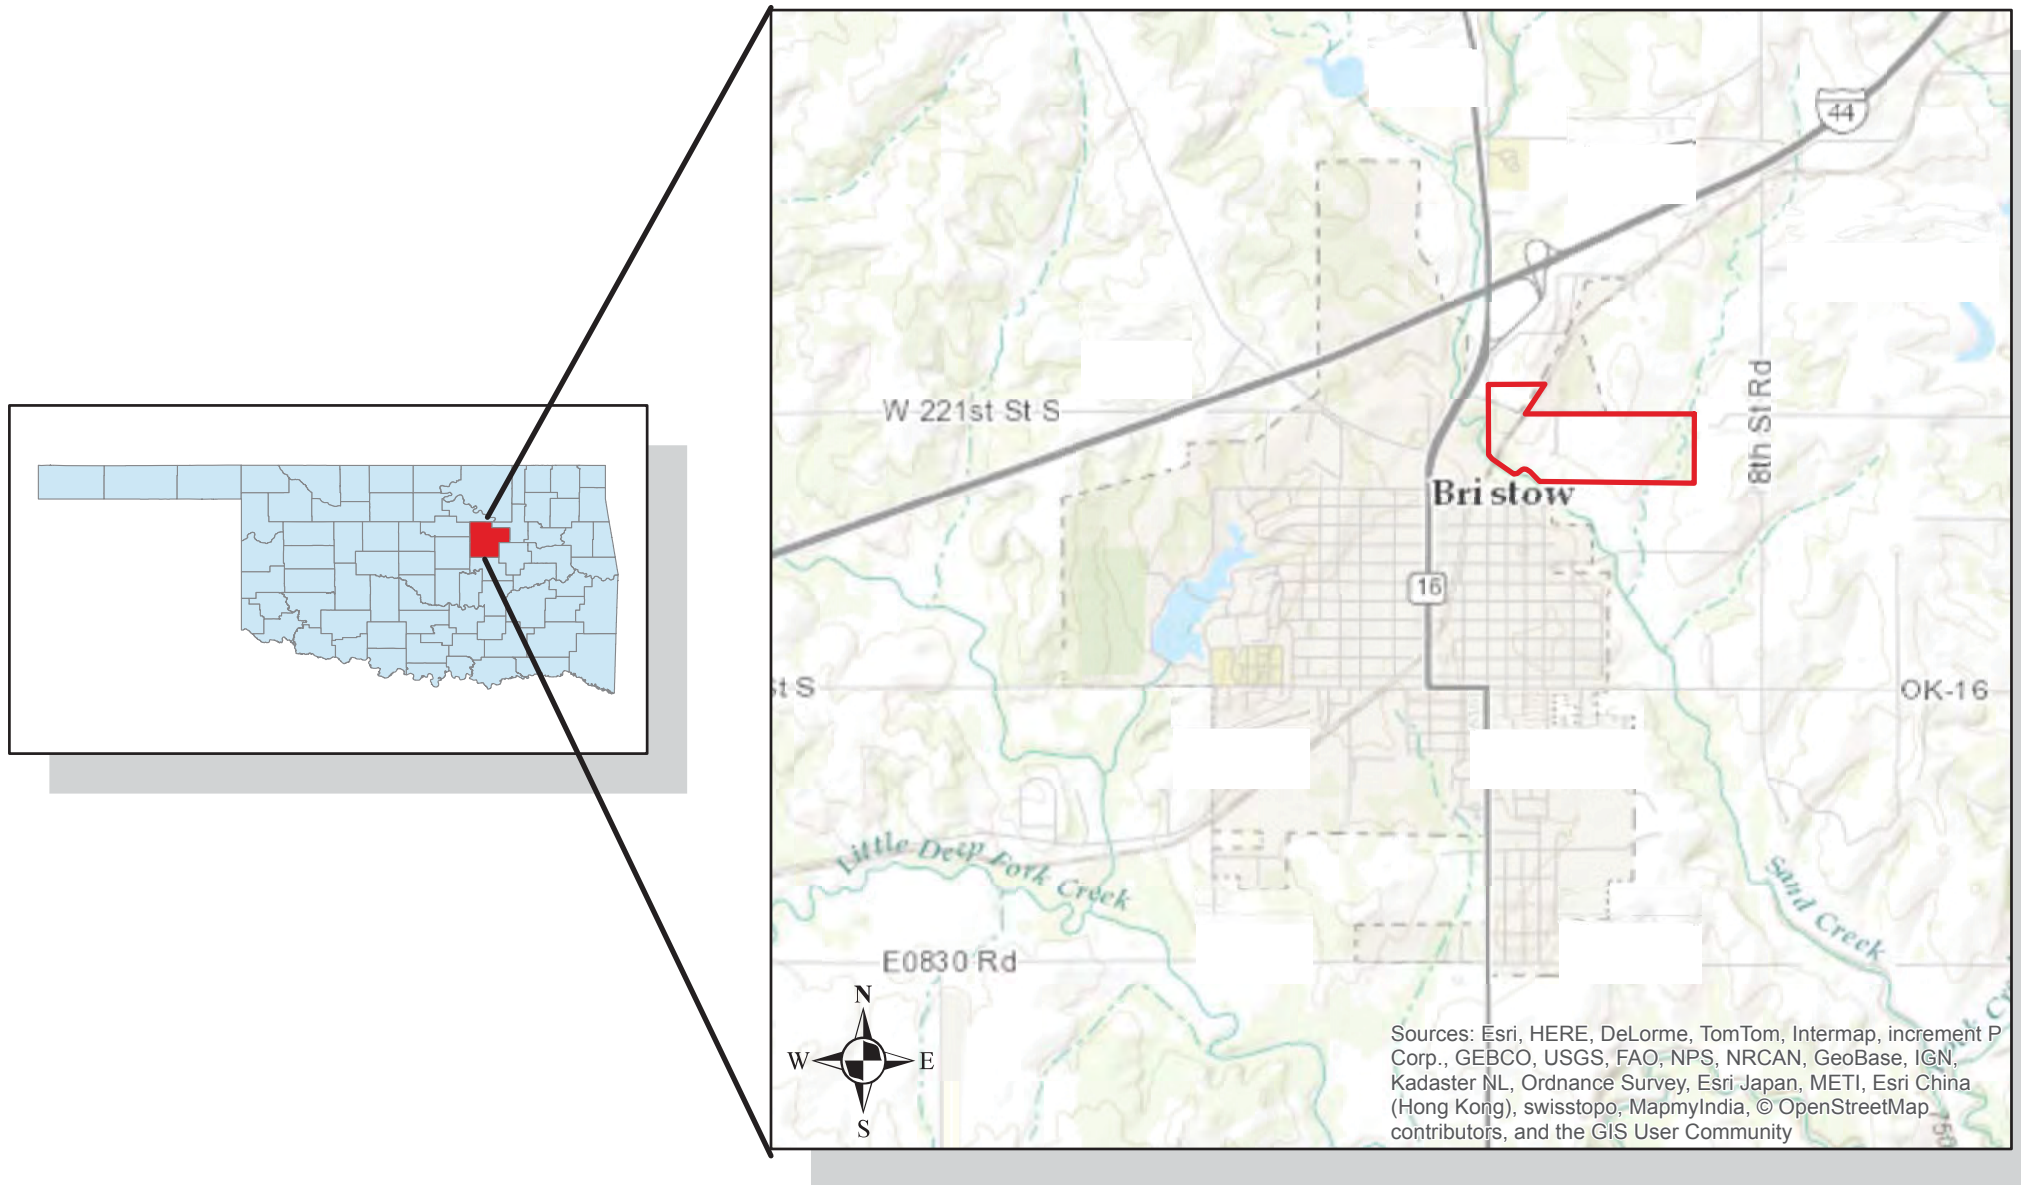 44
W 221st St S
8th St Rd
Bristow
16
st S
OK-16
Little Deep Fork Creek
Sand Creek
E0830 Rd
N
W E
S
Sources: Esri, HERE, DeLorme, TomTom, Intermap, increment P
Corp., GEBCO, USGS, FAO, NPS, NRCAN, GeoBase, IGN,
Kadaster NL, Ordnance Survey, Esri Japan, METI, Esri China
(Hong Kong), swisstopo, MapmyIndia, © OpenStreetMap
contributors, and the GIS User Community